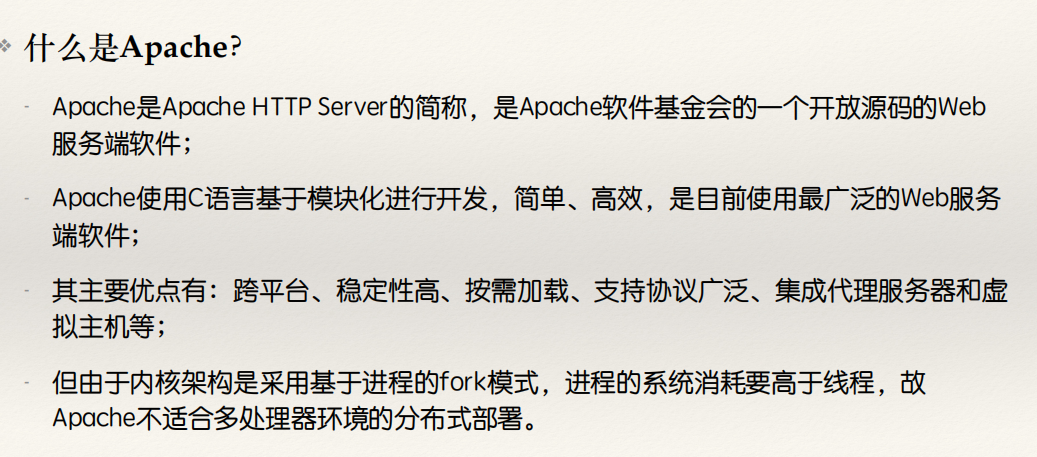 什么是Apache?
- Apache是Apache HTTP Server的简称，是Apache软件基金会的一个开放源码的Web
服务端软件；
- Apache使用C语言基于模块化进行开发，简单、高效，是目前使用最广泛的Web服务
端软件；
- 其主要优点有：跨平台、稳定性高、按需加载、支持协议广泛、集成代理服务器和虚
拟主机等；
- 但由于内核架构是采用基于进程的fork模式，进程的系统消耗要高于线程，故
Apache不适合多处理器环境的分布式部署。